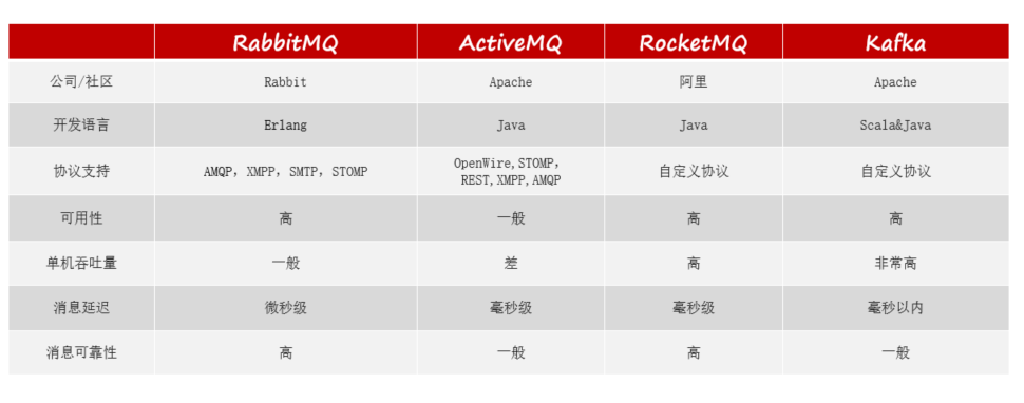 RabbitMQ ActiveMQ RocketMQ Kafka
公司/社区 Rabbit Apache 阿里 Apache
开发语言 Erlang Java Java Scala&Java
协议支持 AMQP，XMPP，SMTP，STOMP OpenWire,STOMP，REST,XMPP,AMQP 自定义协议 自定义协议
可用性 高 一般 高 高
单机吞吐量 一般 差 高 非常高
消息延迟 微秒级 毫秒级 毫秒级 毫秒以内
消息可靠性 高 一般 高 一般